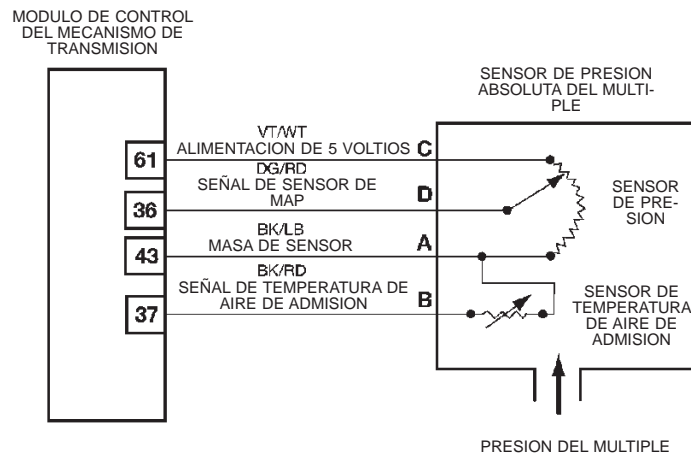 MODULO DE CONTROL
DEL MECANISMO DE
TRANSMISION
SENSOR DE PRESION
ABSOLUTA DEL MULTI-
PLE
VT/WT
61
ALIMENTACION DE 5 VOLTIOS C
DG/RD
SEÑAL DE SENSOR DE
MAP
36
D
BK/LB
MASA DE SENSOR
43
A
BK/RD
SEÑAL DE TEMPERATURA DE
AIRE DE ADMISION
37
B
SENSOR
DE PRE-
SION
SENSOR DE
TEMPERATURA
DE AIRE DE
ADMISION
PRESION DEL MULTIPLE